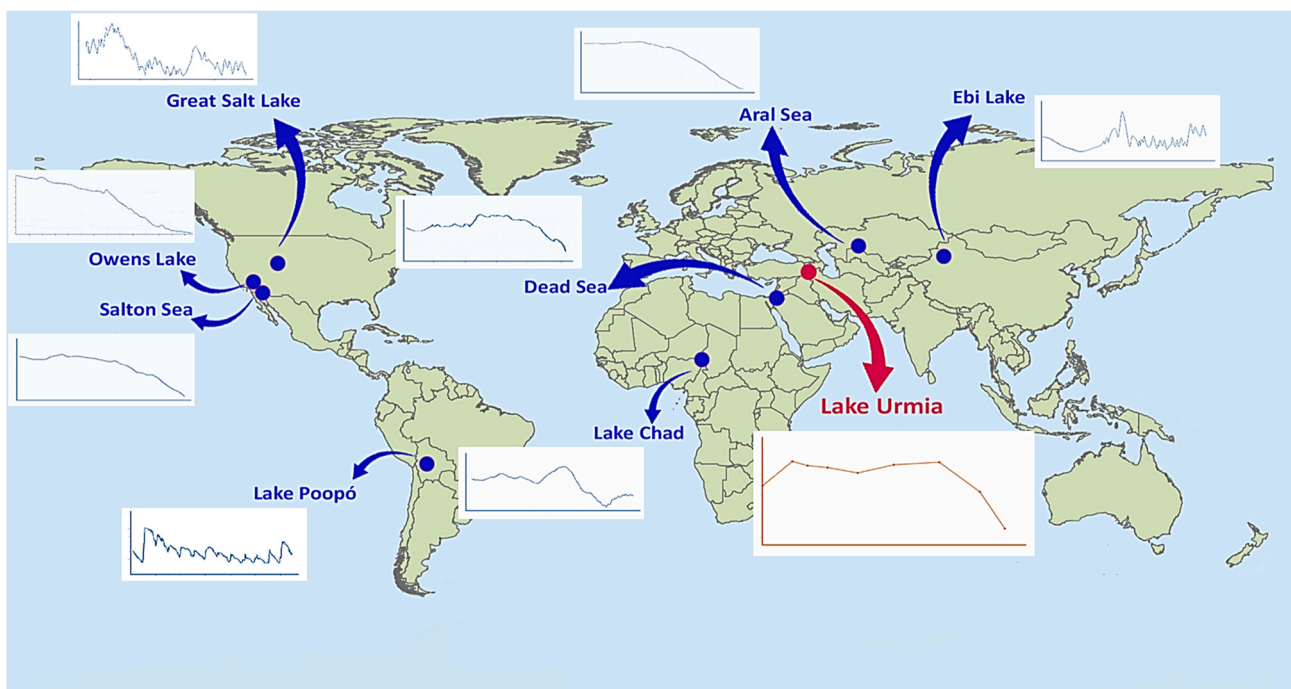 Great Salt Lake
Aral Sea
Ebi Lake
Owens Lake
Dead Sea
Salton Sea
Lake Urmia
Lake Chad
Lake Poopó